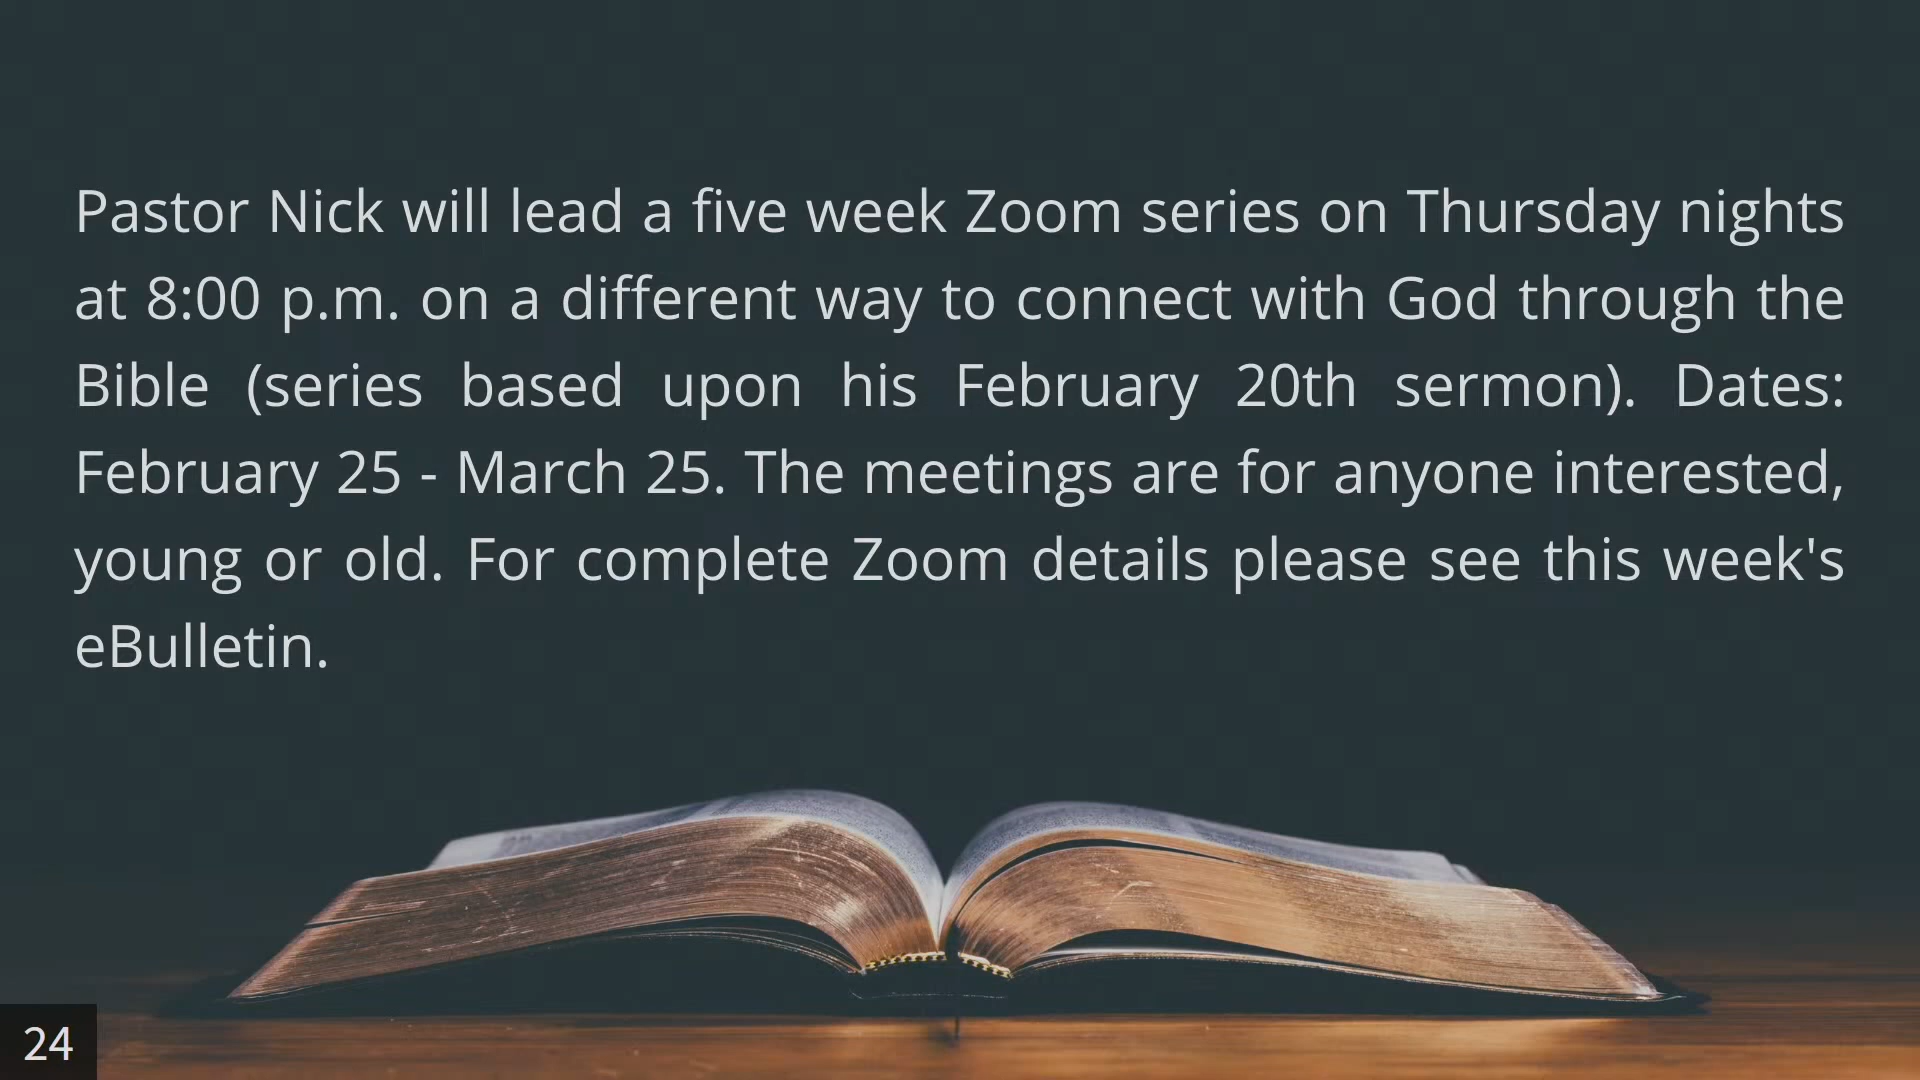 Pastor Nick will lead a five week Zoom series on Thursday nights
at 8:00 p.m. on a different way to connect with God through the
Bible (series based upon his February 20th sermon). Dates:
February 25 - March 25. The meetings are for anyone interested,
young or old. For complete Zoom details please see this week's
eBulletin.
24